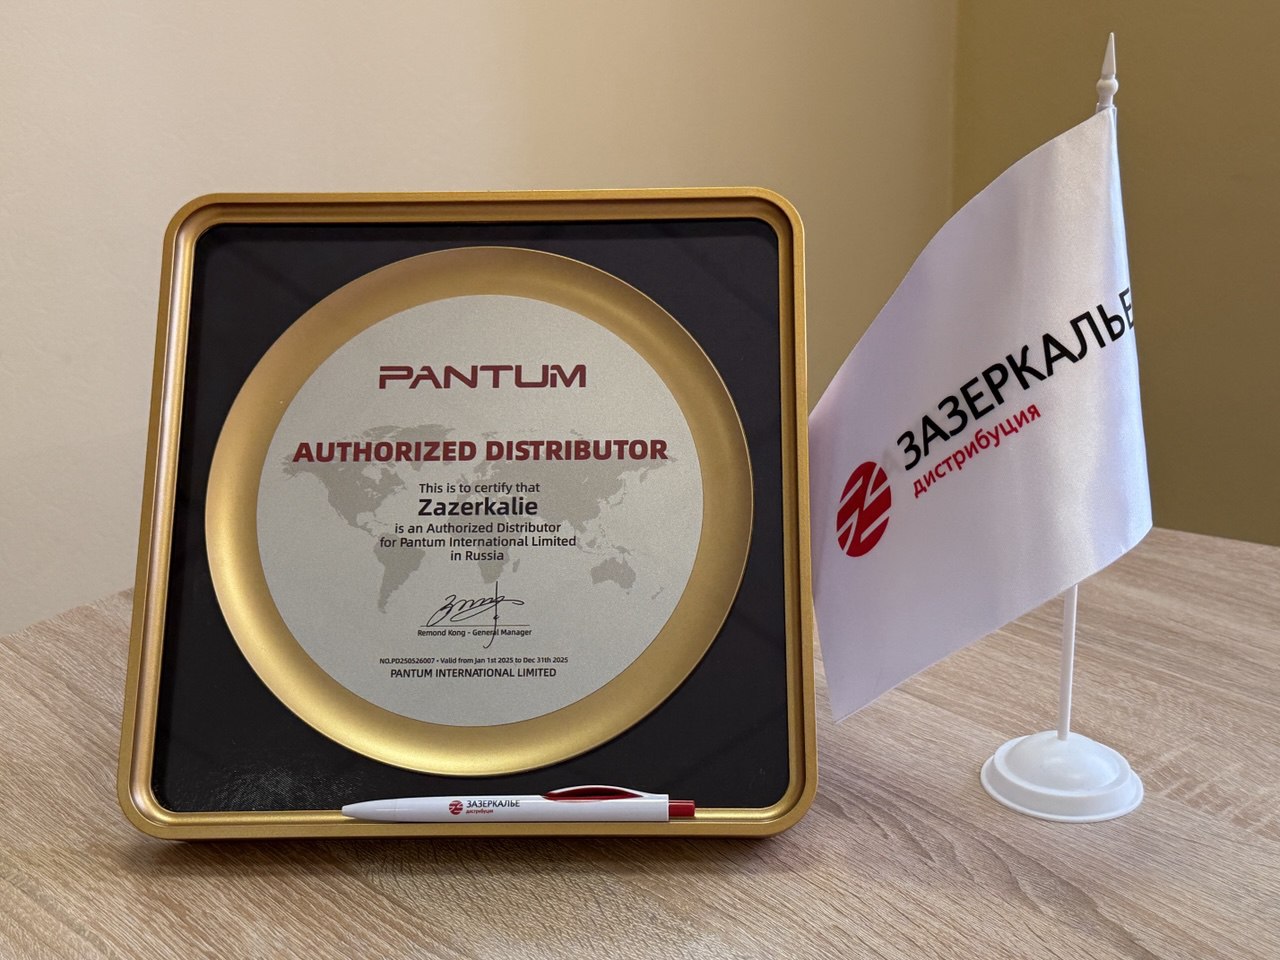 PANTUM
AUTHORIZED DISTRIBUTOR
This is to certify that
Zazerkalie
is an Authorized Distributor
for Pantum International Limited
in Russia
Remond Kong - General Manager
NO.PD250526007 • Valid from Jan 1st 2025 to Dec 31th 2025
PANTUM INTERNATIONAL LIMITED
ЗАЗЕРКАЛЬЕ
дистрибуция
ЗАЗЕРКАЛЬЕ
дистрибуция